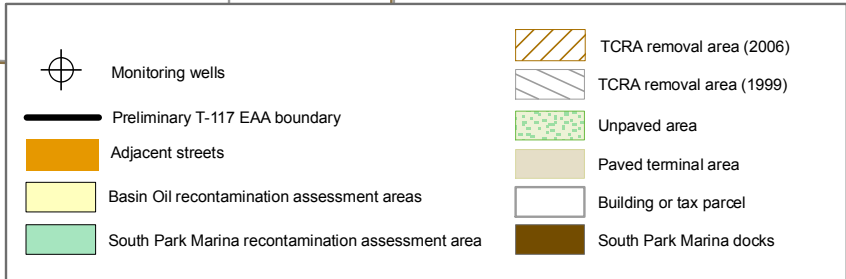 Monitoring wells
Preliminary T-117 EAA boundary
Adjacent streets
Basin Oil recontamination assessment areas
South Park Marina recontamination assessment area
TCRA removal area (2006)
TCRA removal area (1999)
Unpaved area
Paved terminal area
Building or tax parcel
South Park Marina docks